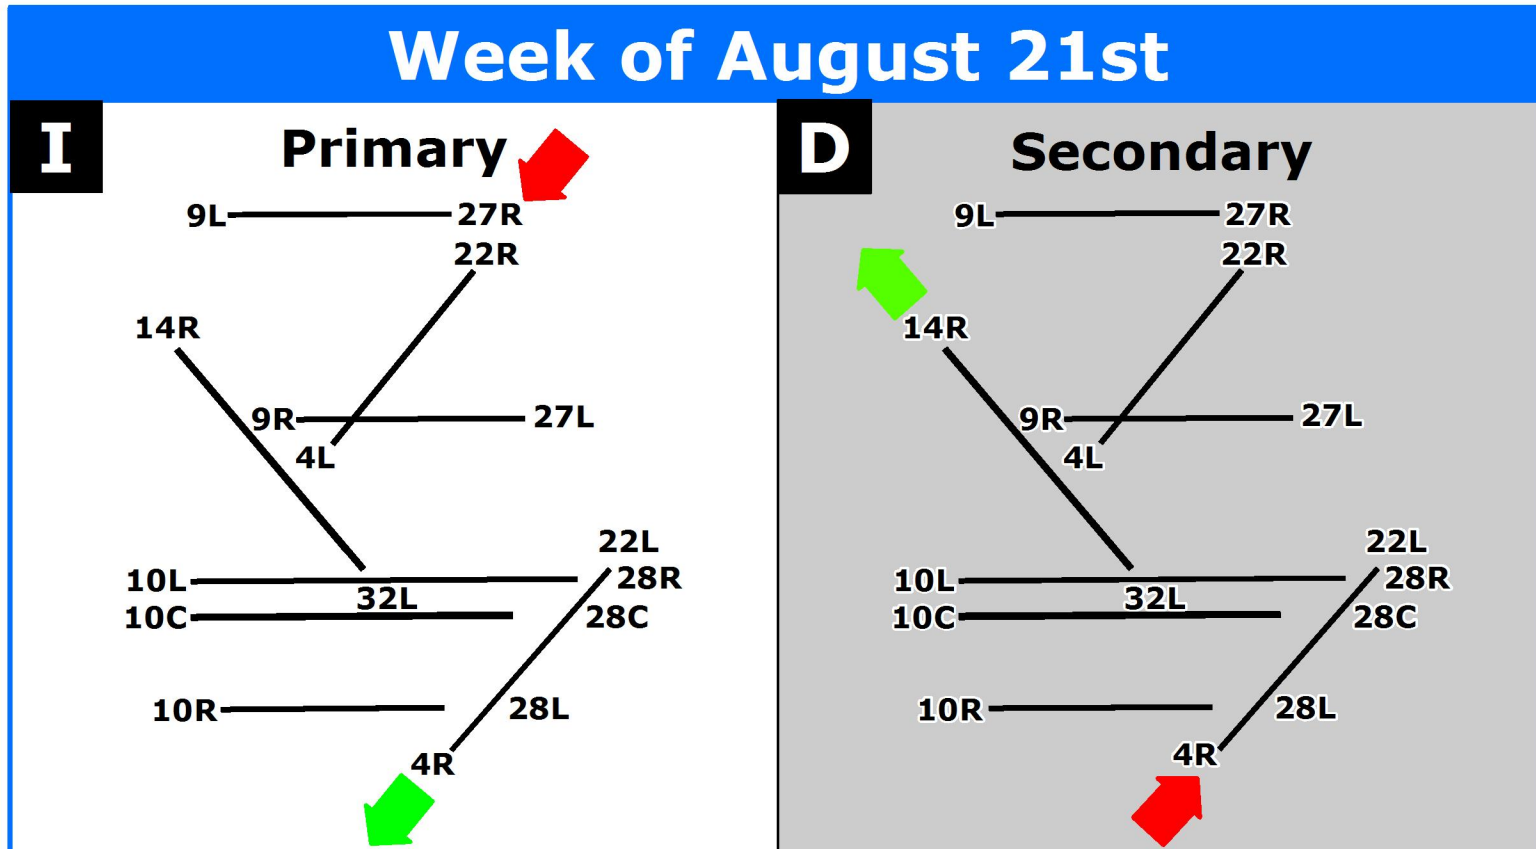 Week of August 21st
I
Primary
9L
27R
22R
14R
9R
27L
4L
22L
10L
28R
32L
10C
28C
10R
28L
4R
D
Secondary
9L
27R
22R
14R
9R
27L
4L
22L
10L
28R
32L
10C
28C
10R
28L
4R